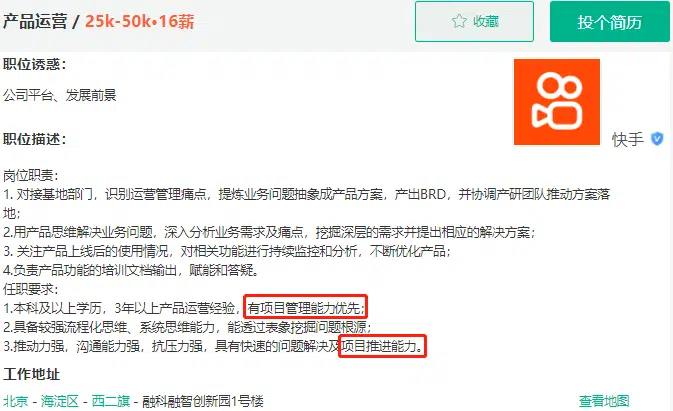 产品运营 / 25k-50k•16薪
收藏
投个简历
职位诱惑：
公司平台、发展前景
职位描述：
快手
岗位职责：
1. 对接基地部门，识别运营管理痛点，提炼业务问题抽象成产品方案，产出BRD，并协调产研团队推动方案落
地；
2.用产品思维解决业务问题，深入分析业务需求及痛点，挖掘深层的需求并提出相应的解决方案；
3. 关注产品上线后的使用情况，对相关功能进行持续监控和分析，不断优化产品；
4.负责产品功能的培训文档输出，赋能和答疑。
任职要求：
1.本科及以上学历，3年以上产品运营经验，有项目管理能力优先；
2.具备较强流程化思维、系统思维能力，能透过表象挖掘问题根源；
3.推动力强，沟通能力强，抗压力强，具有快速的问题解决及项目推进能力。
工作地址
北京 - 海淀区 - 西二旗 - 融科融智创新园1号楼
查看地图